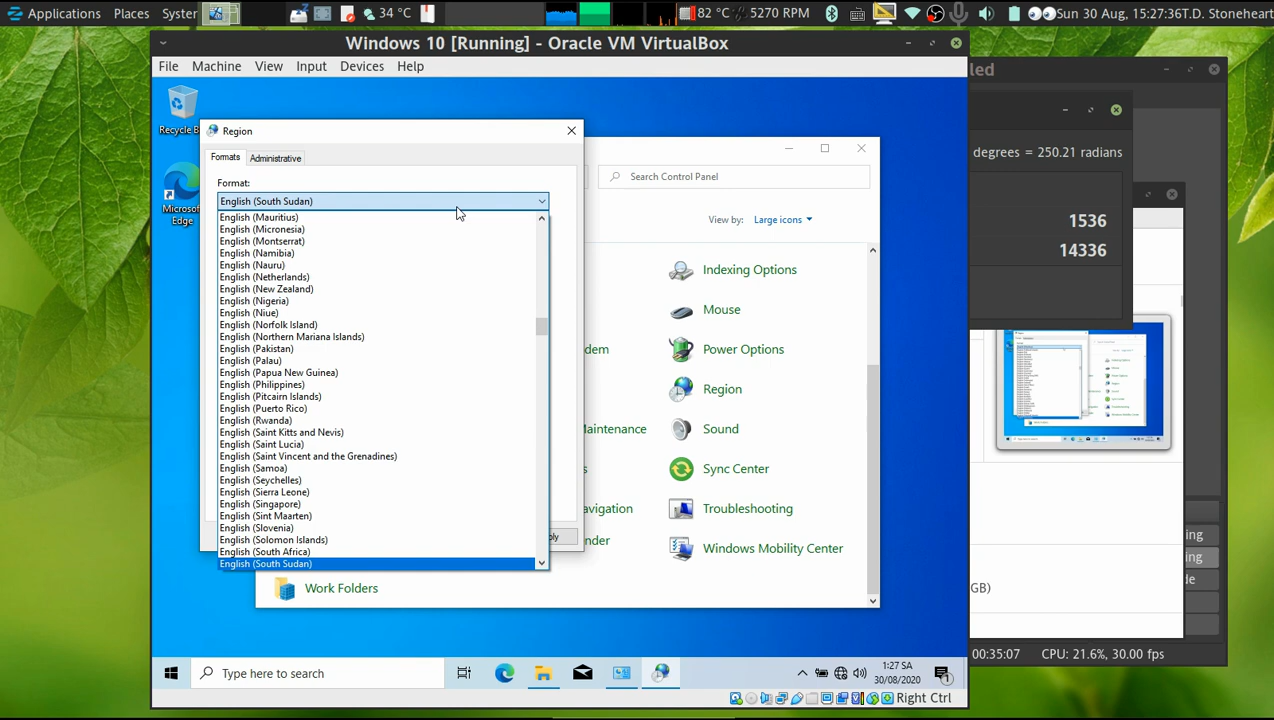 Applications Places System 34 °C 82 °C 5270 RPM Sun 30 Aug, 15:27:36 T.D. Stoneheart
Windows 10 [Running] - Oracle VM VirtualBox
File Machine View Input Devices Help
Recycle B
Microso
Edge
Region
Formats Administrative
Format:
English (South Sudan)
English (Mauritius)
English (Micronesia)
English (Montserrat)
English (Namibia)
English (Nauru)
English (Netherlands)
English (New Zealand)
English (Nigeria)
English (Niue)
English (Norfolk Island)
English (Northern Mariana Islands)
English (Pakistan)
English (Palau)
English (Papua New Guinea)
English (Philippines)
English (Pitcairn Islands)
English (Puerto Rico)
English (Rwanda)
English (Saint Kitts and Nevis)
English (Saint Lucia)
English (Saint Vincent and the Grenadines)
English (Samoa)
English (Seychelles)
English (Sierra Leone)
English (Singapore)
English (Sint Maarten)
English (Slovenia)
English (Solomon Islands)
English (South Africa)
English (South Sudan)
ply
Search Control Panel
View by: Large icons
Indexing Options
Mouse
dem
Power Options
Region
Maintenance
Sound
s
Sync Center
avigation
Troubleshooting
nder
Windows Mobility Center
Work Folders
Type here to search
1:27 SA
30/08/2020
1
Right Ctrl
led
degrees = 250.21 radians
1536
14336
ing
ing
de
GB)
00:35:07 CPU: 21.6%, 30.00 fps